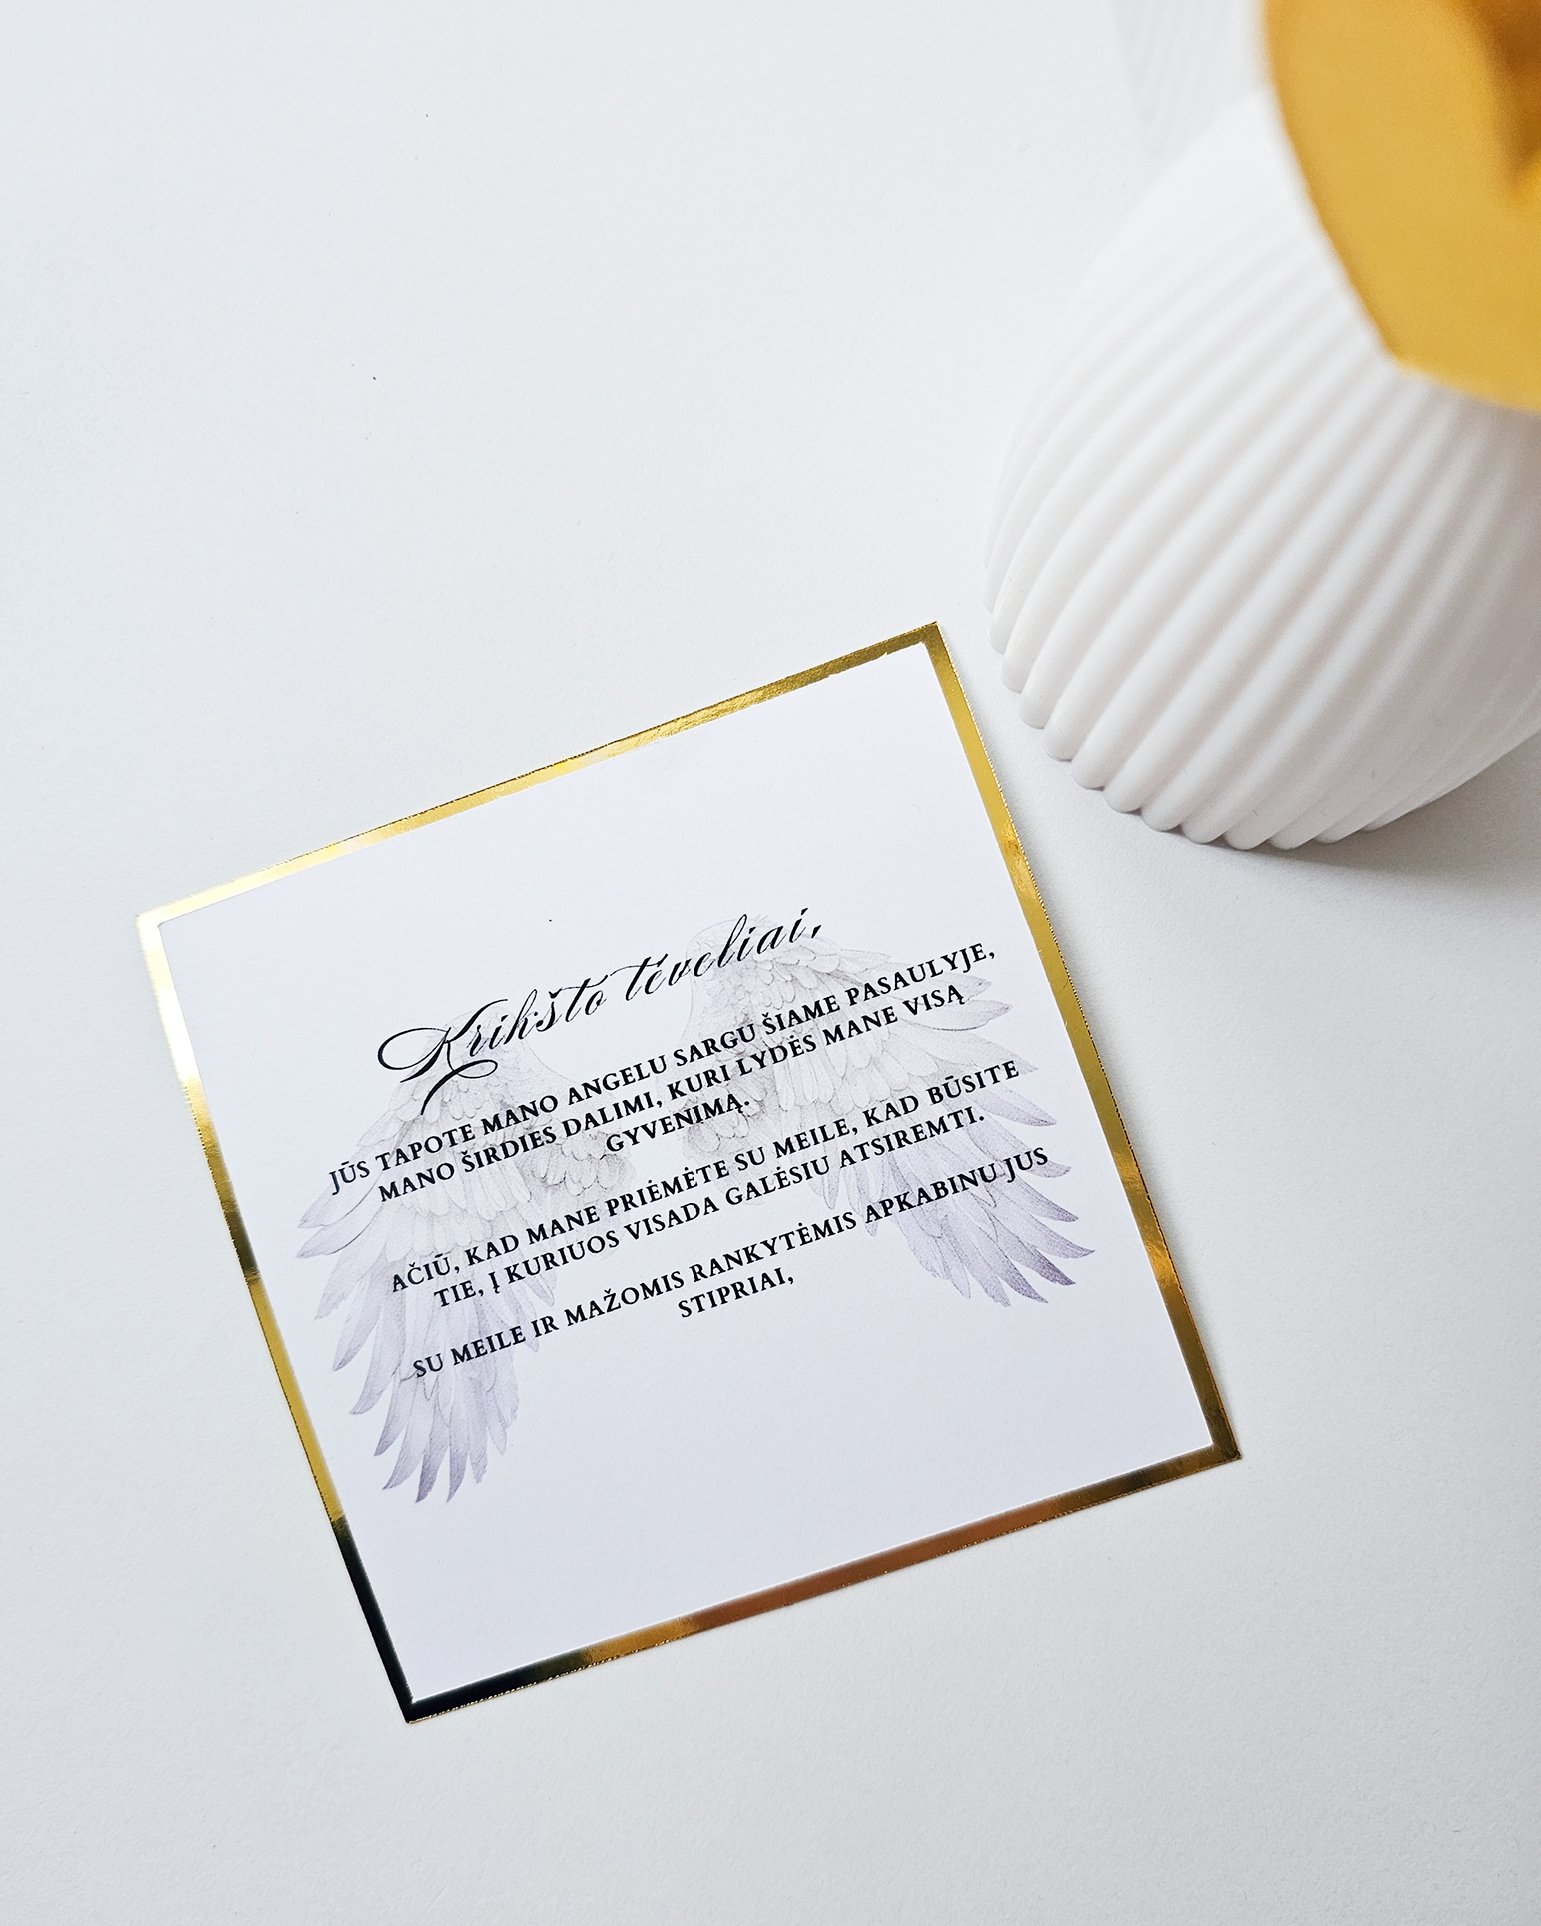 Krikšto tėveliai,
JŪS TAPOTE MANO ANGELU SARGU ŠIAME PASAULYJE,
MANO ŠIRDIES DALIMI, KURI LYDĖS MANE VISĄ
GYVENIMĄ.
AČIŪ, KAD MANE PRIĖMĖTE SU MEILE, KAD BŪSITE
TIE, Į KURIUOS VISADA GALĖSIU ATSIREMTI.
SU MEILE IR MAŽOMIS RANKYTĖMIS APKABINU JUS
STIPRIAI,